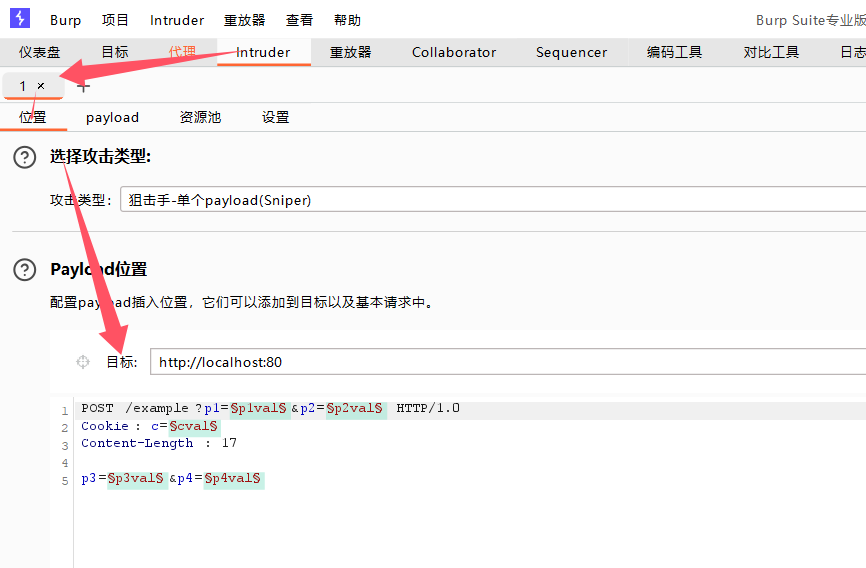 Burp 项目 Intruder 重放器 查看 帮助 Burp Suite专业版
仪表盘 目标 代理 Intruder 重放器 Collaborator Sequencer 编码工具 对比工具 日志
1 × +
位置 payload 资源池 设置
? 选择攻击类型:
攻击类型: 狙击手-单个payload(Sniper)
? Payload位置
配置payload插入位置，它们可以添加到目标以及基本请求中。
目标: http://localhost:80
1 POST /example?p1=§p1val§&p2=§p2val§ HTTP/1.0
2 Cookie: c=§cval§
3 Content-Length : 17
4
5 p3=§p3val§&p4=§p4val§